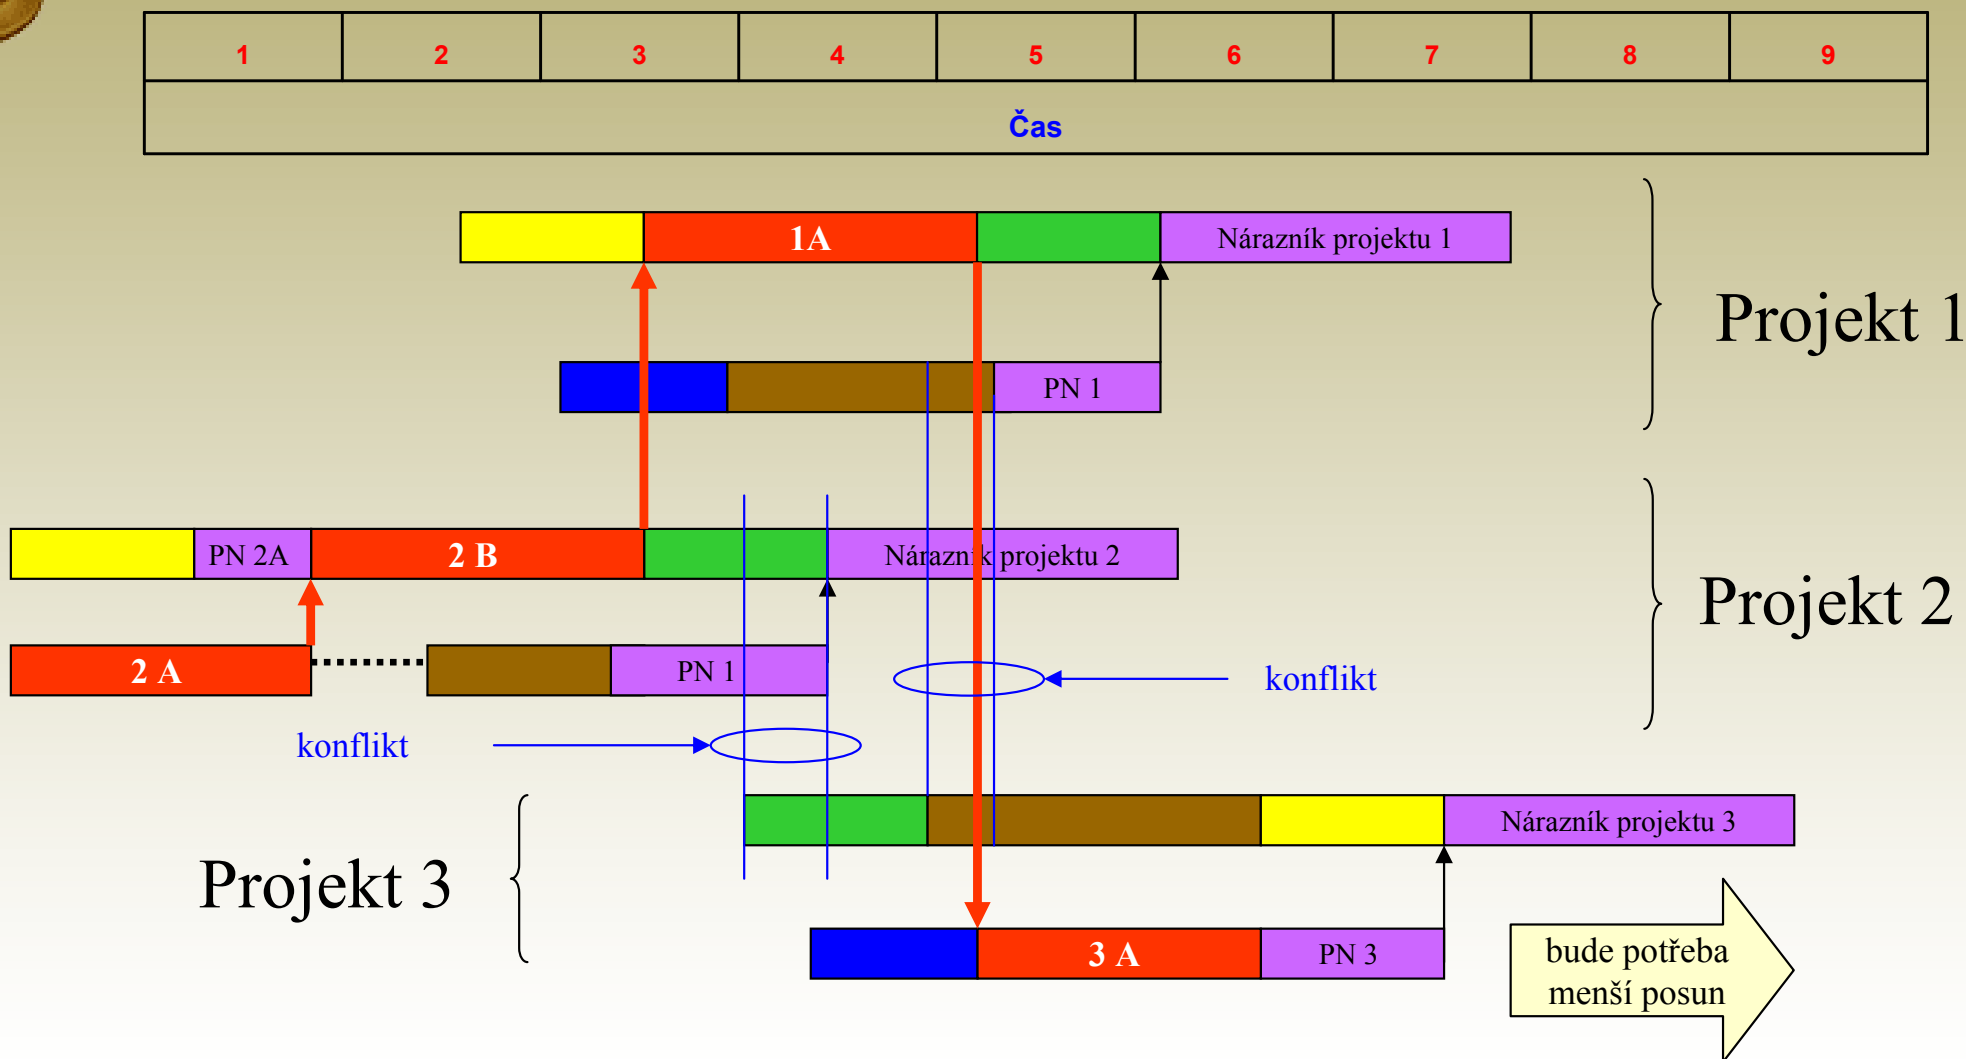 1 2 3 4 5 6 7 8 9
Čas
1A
Nárazník projektu 1
Projekt 1
PN 1
PN 2A
2 B
Nárazník projektu 2
Projekt 2
2 A
PN 1
konflikt
konflikt
Nárazník projektu 3
Projekt 3
3 A
PN 3
bude potřeba
menší posun